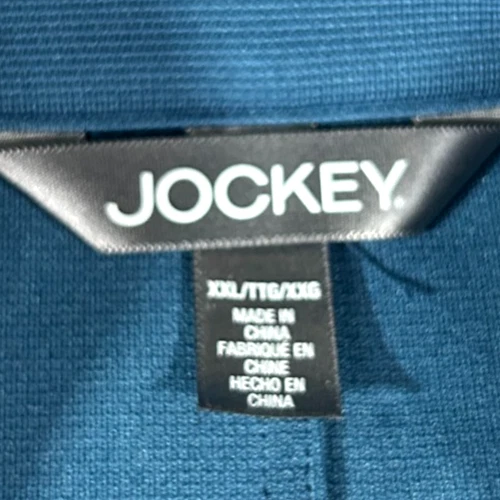 JOCKEY.
XXL/TTG/XXG
MADE IN
CHINA
FABRIQUÉ EN
CHINE
HECHO EN
CHINA